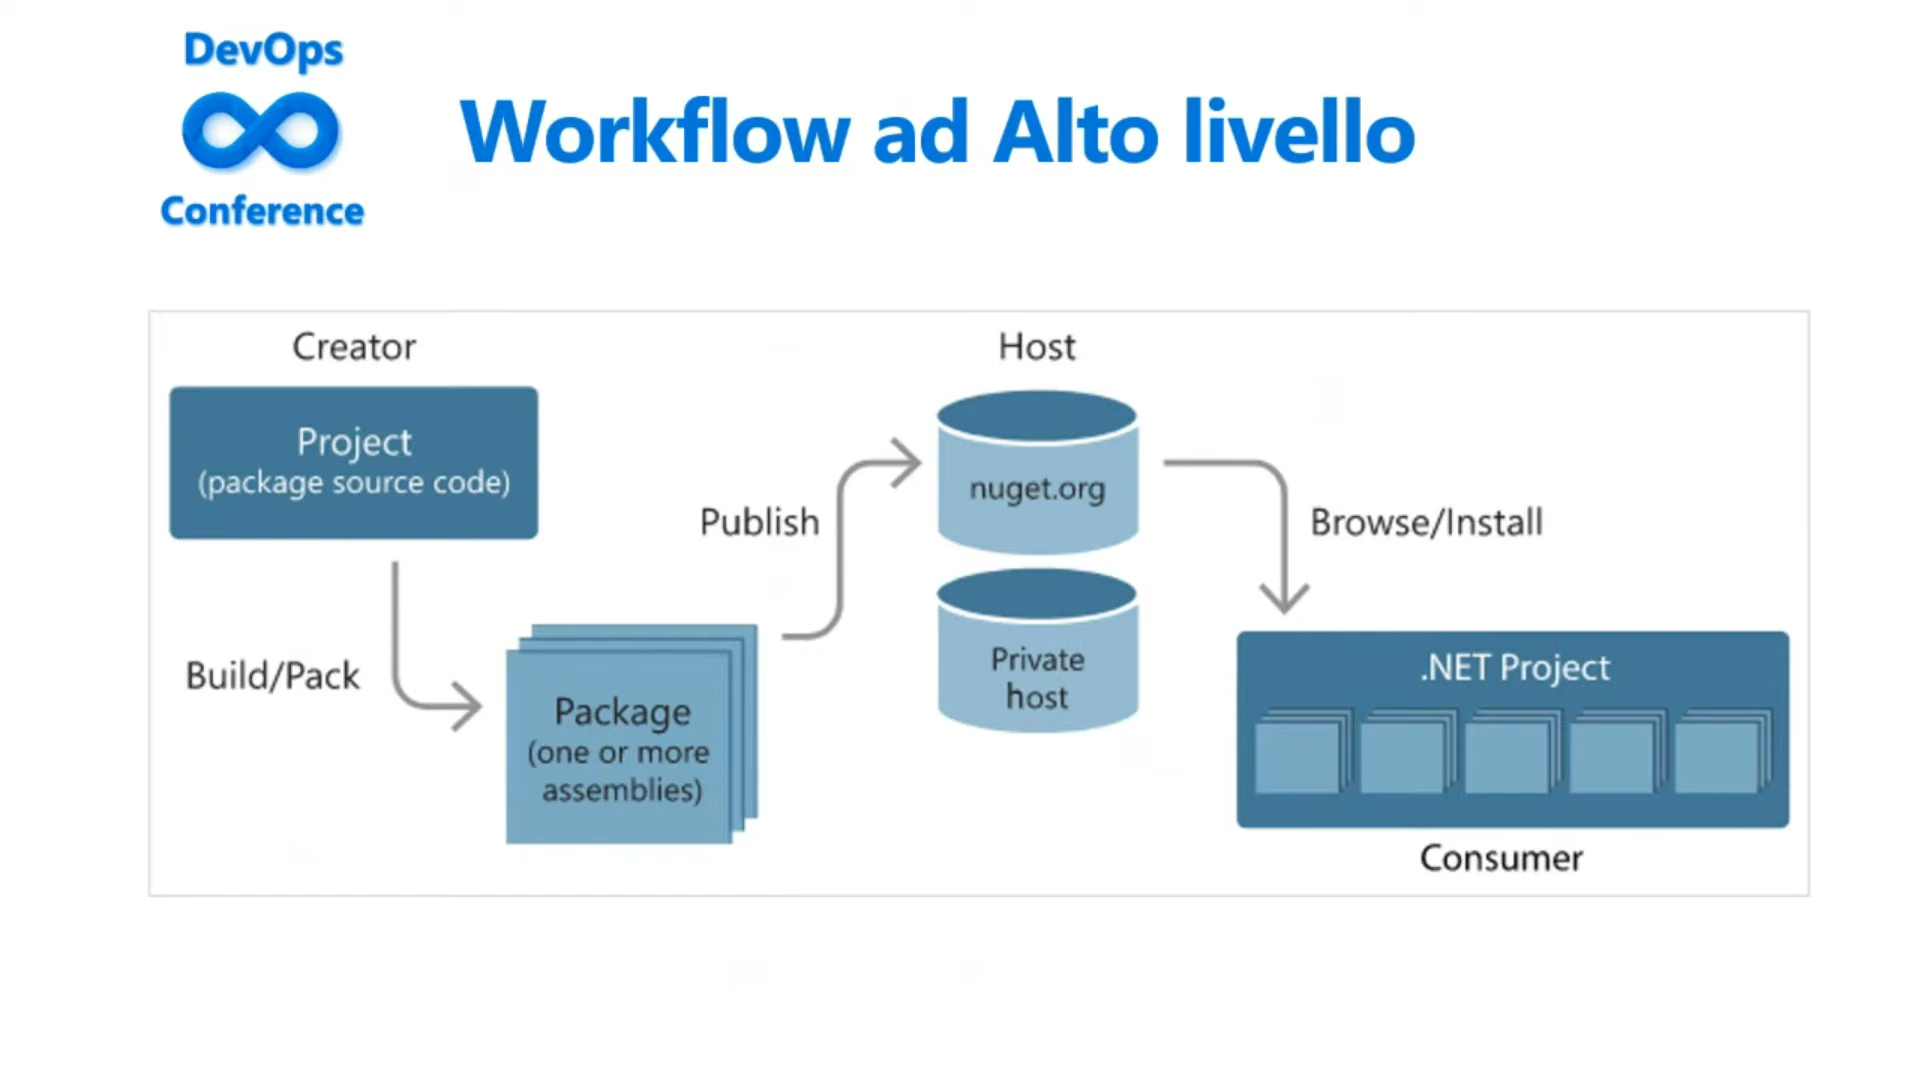 DevOps
Conference
Workflow ad Alto livello
Creator
Project
(package source code)
Build/Pack
Package
(one or more
assemblies)
Publish
Host
nuget.org
Private
host
Browse/Install
.NET Project
Consumer